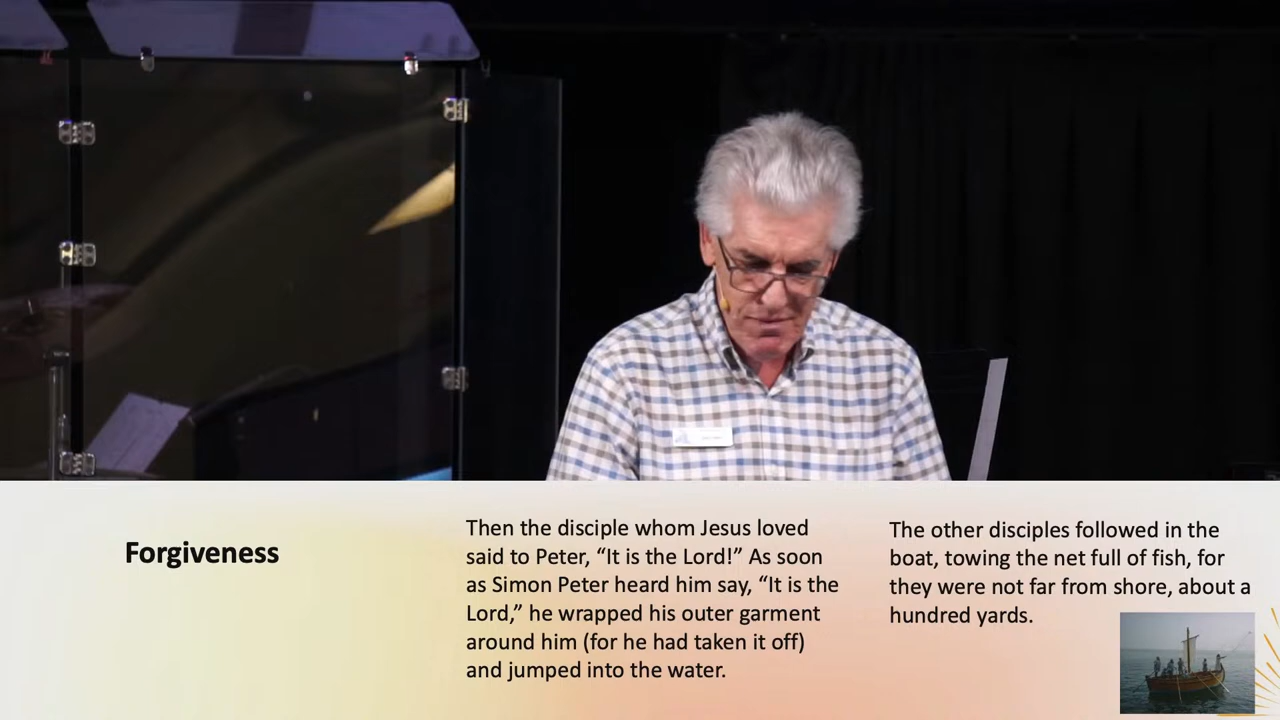 Forgiveness
Then the disciple whom Jesus loved
said to Peter, “It is the Lord!” As soon
as Simon Peter heard him say, “It is the
Lord,” he wrapped his outer garment
around him (for he had taken it off)
and jumped into the water.
The other disciples followed in the
boat, towing the net full of fish, for
they were not far from shore, about a
hundred yards.